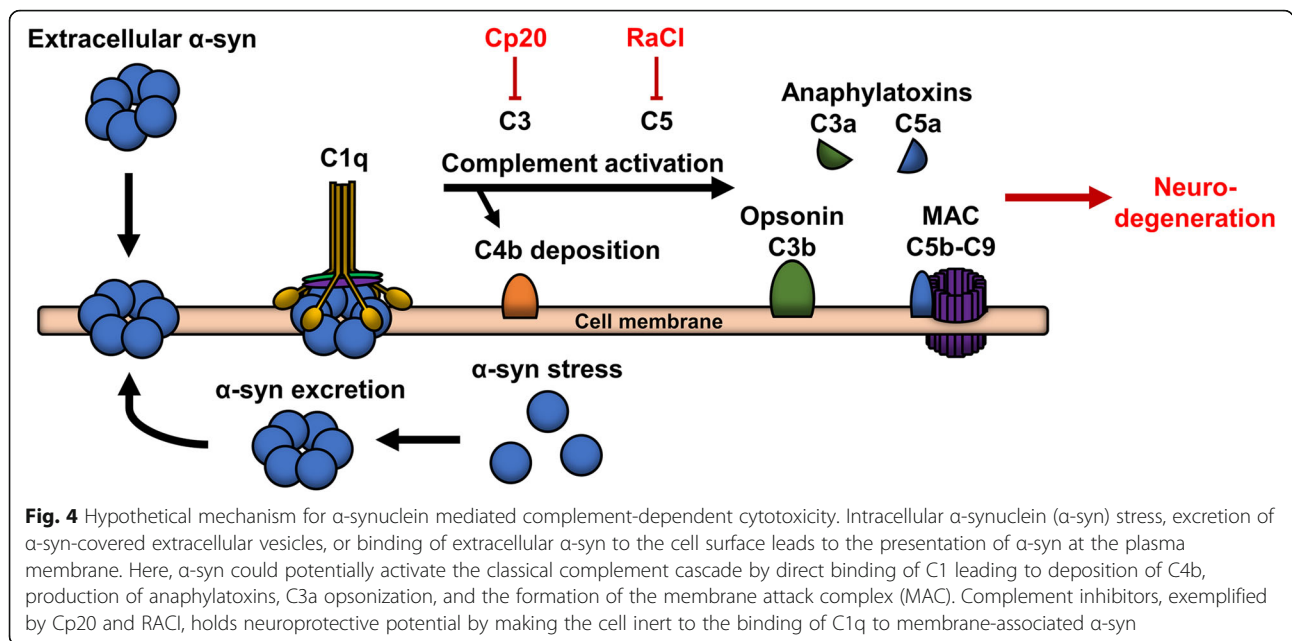 Extracellular α-syn
Cp20
RaCI
C3
C5
Anaphylatoxins
C3a
C5a
C1q
Complement activation
Neuro-
degeneration
C4b deposition
Opsonin
C3b
MAC
C5b-C9
Cell membrane
α-syn excretion
α-syn stress
Fig. 4 Hypothetical mechanism for α-synuclein mediated complement-dependent cytotoxicity. Intracellular α-synuclein (α-syn) stress, excretion of
α-syn-covered extracellular vesicles, or binding of extracellular α-syn to the cell surface leads to the presentation of α-syn at the plasma
membrane. Here, α-syn could potentially activate the classical complement cascade by direct binding of C1 leading to deposition of C4b,
production of anaphylatoxins, C3a opsonization, and the formation of the membrane attack complex (MAC). Complement inhibitors, exemplified
by Cp20 and RACI, holds neuroprotective potential by making the cell inert to the binding of C1q to membrane-associated α-syn